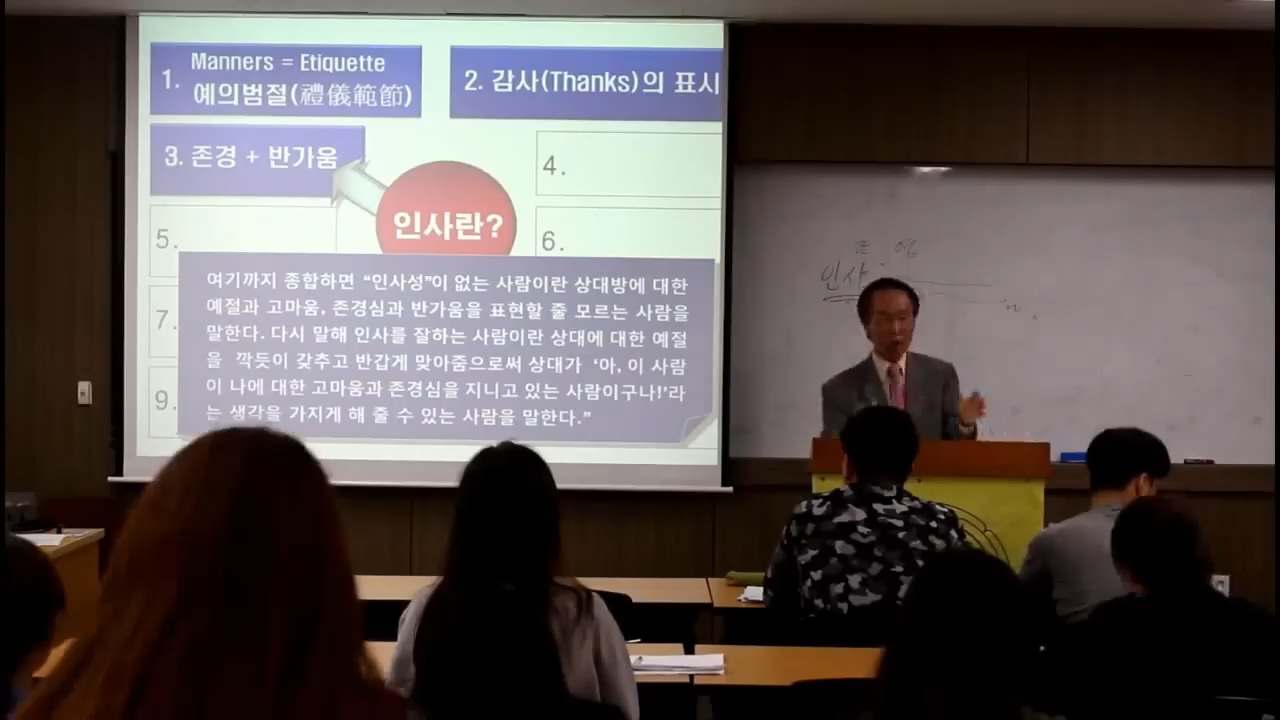 1. Manners = Etiquette
예의범절(禮儀範節)
2. 감사(Thanks)의 표시
3. 존경 + 반가움
4.
인사란?
5.
6.
여기까지 종합하면 “인사성”이 없는 사람이란 상대방에 대한
예절과 고마움, 존경심과 반가움을 표현할 줄 모르는 사람을
말한다. 다시 말해 인사를 잘하는 사람이란 상대에 대한 예절
을 깍듯이 갖추고 반갑게 맞아줌으로써 상대가 ‘아, 이 사람
이 나에 대한 고마움과 존경심을 지니고 있는 사람이구나!’라
는 생각을 가지게 해 줄 수 있는 사람을 말한다.”
7.
9.
인사